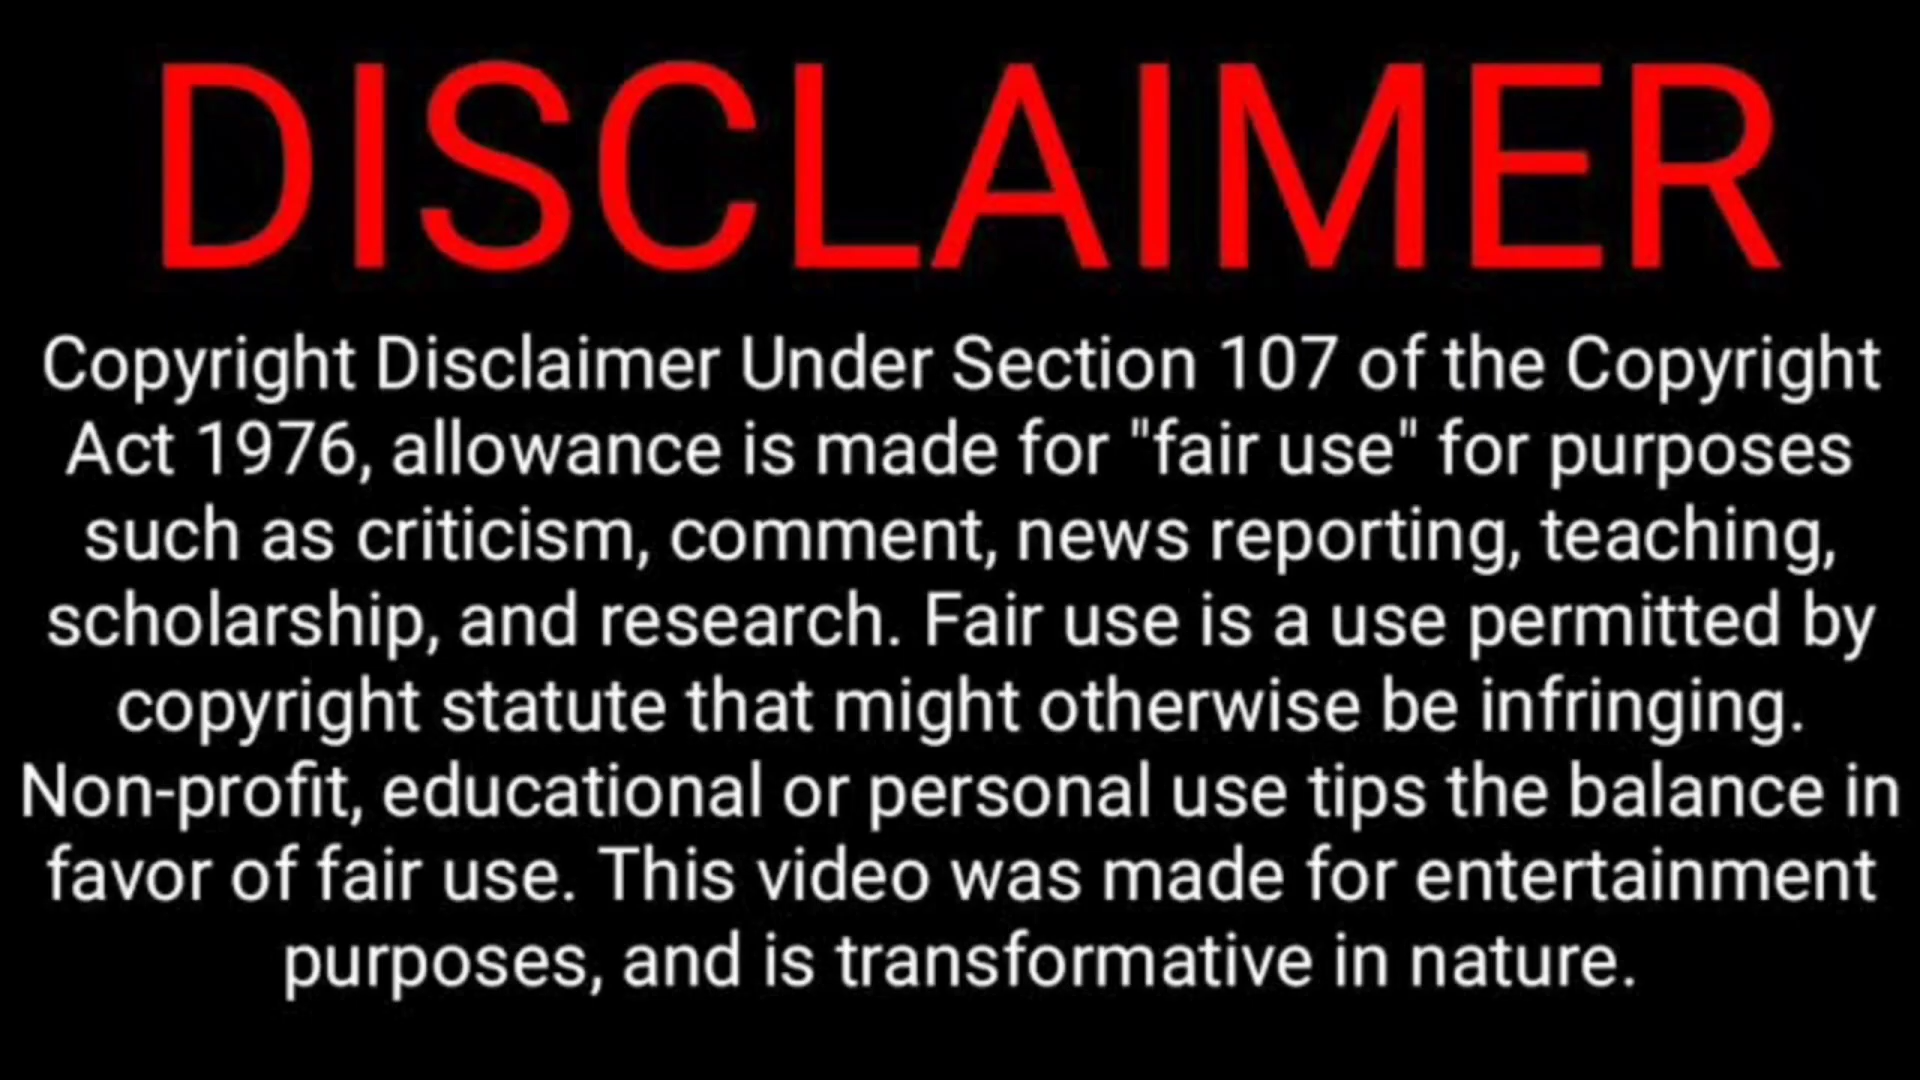 DISCLAIMER
Copyright Disclaimer Under Section 107 of the Copyright
Act 1976, allowance is made for "fair use" for purposes
such as criticism, comment, news reporting, teaching,
scholarship, and research. Fair use is a use permitted by
copyright statute that might otherwise be infringing.
Non-profit, educational or personal use tips the balance in
favor of fair use. This video was made for entertainment
purposes, and is transformative in nature.